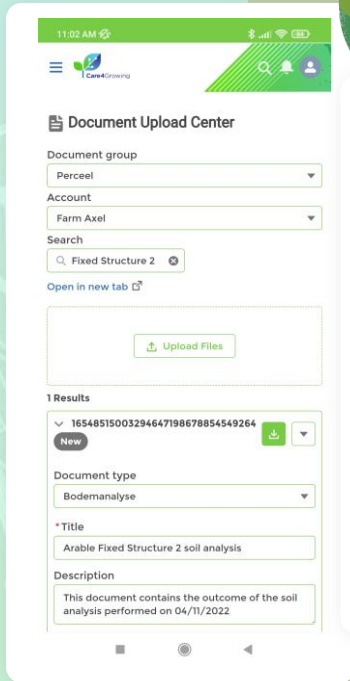 11:02 AM
84
Care4Growing
Document Upload Center
Document group
Perceel
Account
Farm Axel
Search
Fixed Structure 2
Open in new tab
Upload Files
1 Results
16548515003294647198678854549264
New
Document type
Bodemanalyse
*Title
Arable Fixed Structure 2 soil analysis
Description
This document contains the outcome of the soil
analysis performed on 04/11/2022